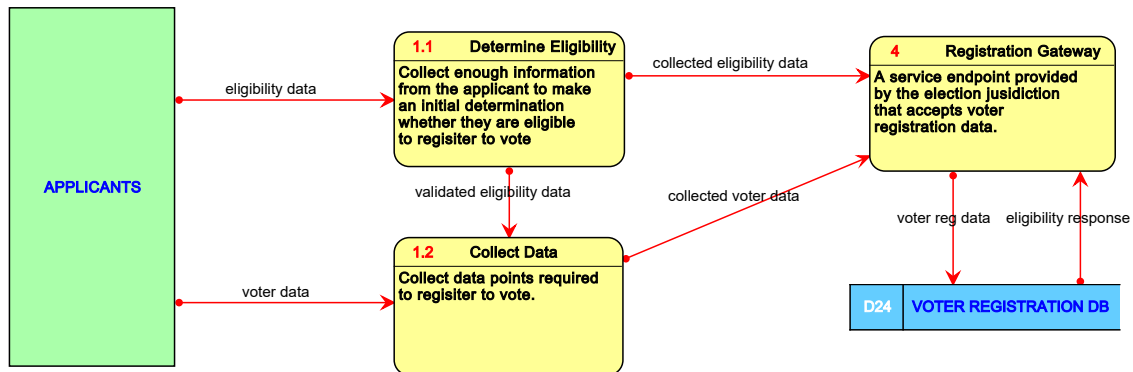 APPLICANTS
eligibility data
1.1 Determine Eligibility
Collect enough information
from the applicant to make
an initial determination
whether they are eligible
to regisiter to vote
collected eligibility data
4 Registration Gateway
A service endpoint provided
by the election jusidiction
that accepts voter
registration data.
validated eligibility data
collected voter data
voter reg data
eligibility response
voter data
1.2 Collect Data
Collect data points required
to regisiter to vote.
D24 VOTER REGISTRATION DB